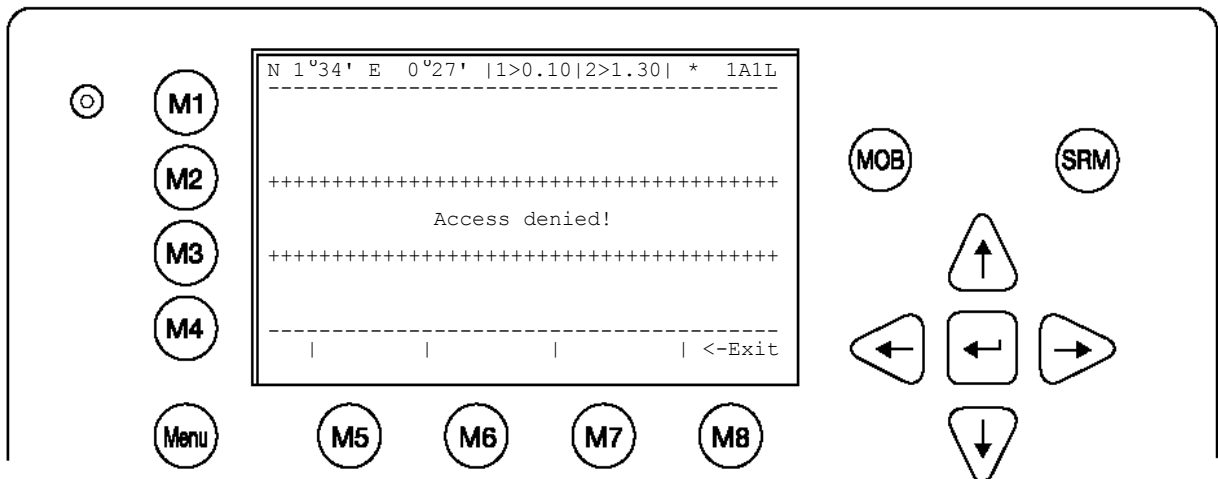 N 1°34' E 0°27' |1>0.10|2>1.30| * 1A1L
----------------------------------------
M1
MOB
SRM
M2
++++++++++++++++++++++++++++++++++++++++
Access denied!
M3
++++++++++++++++++++++++++++++++++++++++
M4
----------------------------------------
| | | | <-Exit
Menu
M5
M6
M7
M8